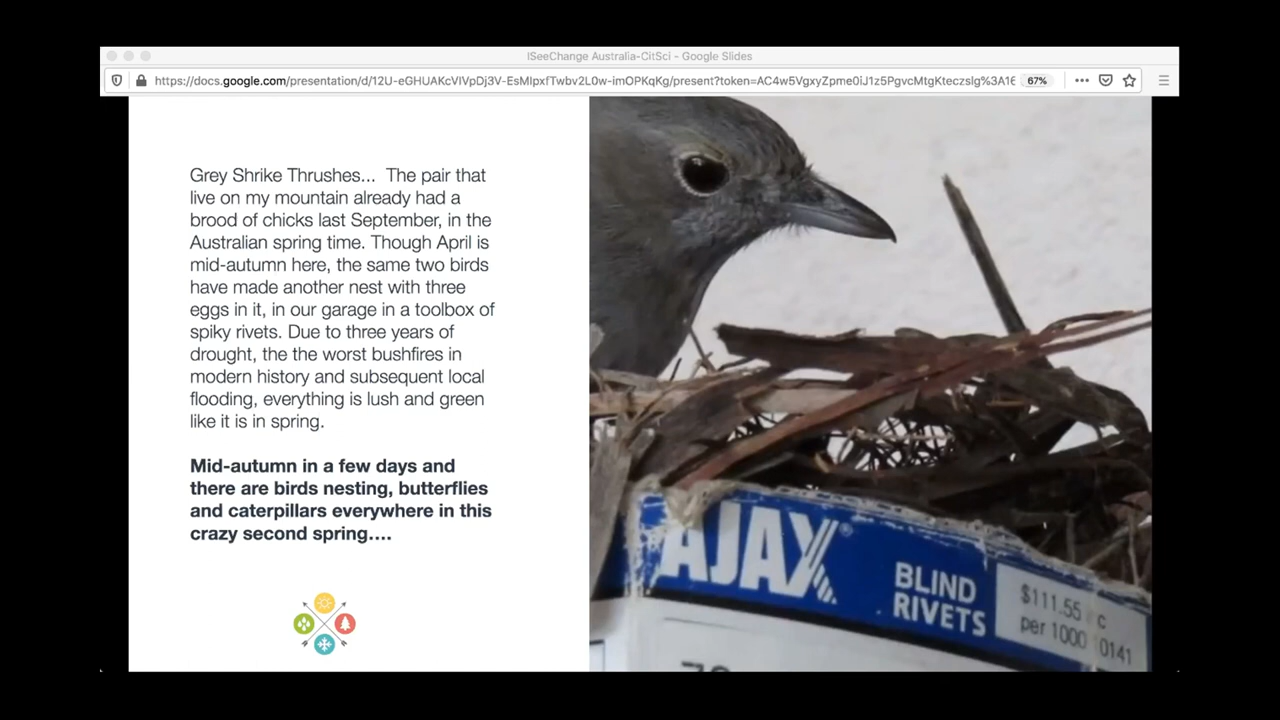 iSeeChange Australia-CitSci - Google Slides
https://docs.google.com/presentation/d/12U-eGHUAKcVIVpDj3V-EsMIpxfTwbv2L0w-imOPKqKg/present?token=AC4w5VgxyZpme0iJ1z5PgvcMtgKteczslg%3A16
67%
Grey Shrike Thrushes... The pair that
live on my mountain already had a
brood of chicks last September, in the
Australian spring time. Though April is
mid-autumn here, the same two birds
have made another nest with three
eggs in it, in our garage in a toolbox of
spiky rivets. Due to three years of
drought, the the worst bushfires in
modern history and subsequent local
flooding, everything is lush and green
like it is in spring.
Mid-autumn in a few days and
there are birds nesting, butterflies
and caterpillars everywhere in this
crazy second spring....
AJAX®
BLIND
RIVETS
$111.55 c
per 1000 0141